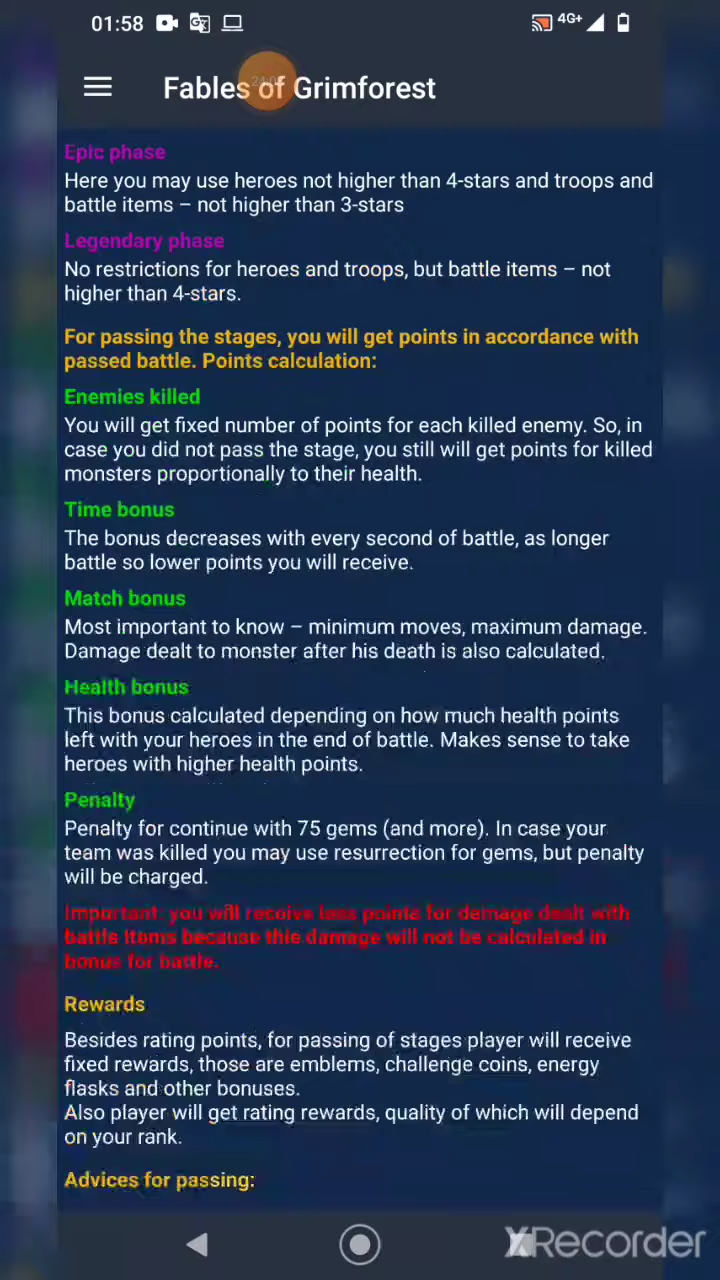 01:58
4G+
24:05
Fables of Grimforest
Epic phase
Here you may use heroes not higher than 4-stars and troops and
battle items – not higher than 3-stars
Legendary phase
No restrictions for heroes and troops, but battle items – not
higher than 4-stars.
For passing the stages, you will get points in accordance with
passed battle. Points calculation:
Enemies killed
You will get fixed number of points for each killed enemy. So, in
case you did not pass the stage, you still will get points for killed
monsters proportionally to their health.
Time bonus
The bonus decreases with every second of battle, as longer
battle so lower points you will receive.
Match bonus
Most important to know – minimum moves, maximum damage.
Damage dealt to monster after his death is also calculated.
Health bonus
This bonus calculated depending on how much health points
left with your heroes in the end of battle. Makes sense to take
heroes with higher health points.
Penalty
Penalty for continue with 75 gems (and more). In case your
team was killed you may use resurrection for gems, but penalty
will be charged.
Important: you will receive less points for damage dealt with
battle items because this damage will not be calculated in
bonus for battle.
Rewards
Besides rating points, for passing of stages player will receive
fixed rewards, those are emblems, challenge coins, energy
flasks and other bonuses.
Also player will get rating rewards, quality of which will depend
on your rank.
Advices for passing:
XRecorder